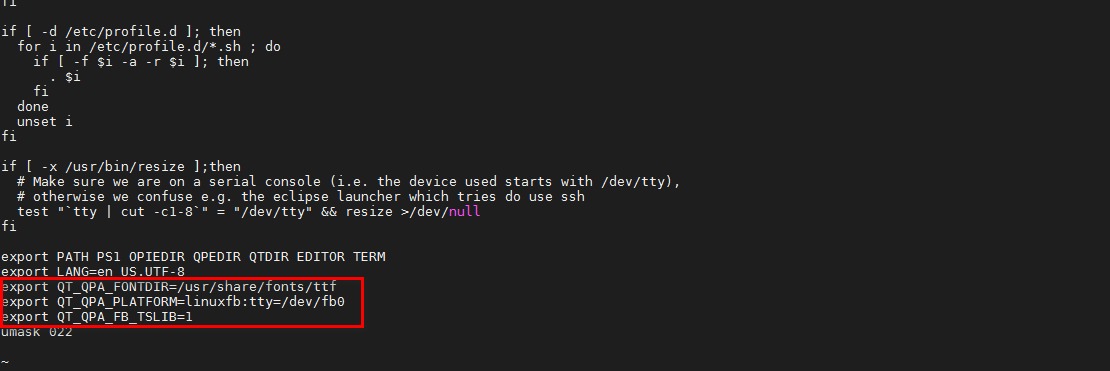 fi
if [ -d /etc/profile.d ]; then
for i in /etc/profile.d/*.sh ; do
if [ -f $i -a -r $i ]; then
. $i
fi
done
unset i
fi
if [ -x /usr/bin/resize ];then
# Make sure we are on a serial console (i.e. the device used starts with /dev/tty),
# otherwise we confuse e.g. the eclipse launcher which tries do use ssh
test "`tty | cut -c1-8`" = "/dev/tty" && resize >/dev/null
fi
export PATH PS1 OPIEDIR QPEDIR QTDIR EDITOR TERM
export LANG=en_US.UTF-8
export QT_QPA_FONTDIR=/usr/share/fonts/ttf
export QT_QPA_PLATFORM=linuxfb:tty=/dev/fb0
export QT_QPA_FB_TSLIB=1
umask 022
~